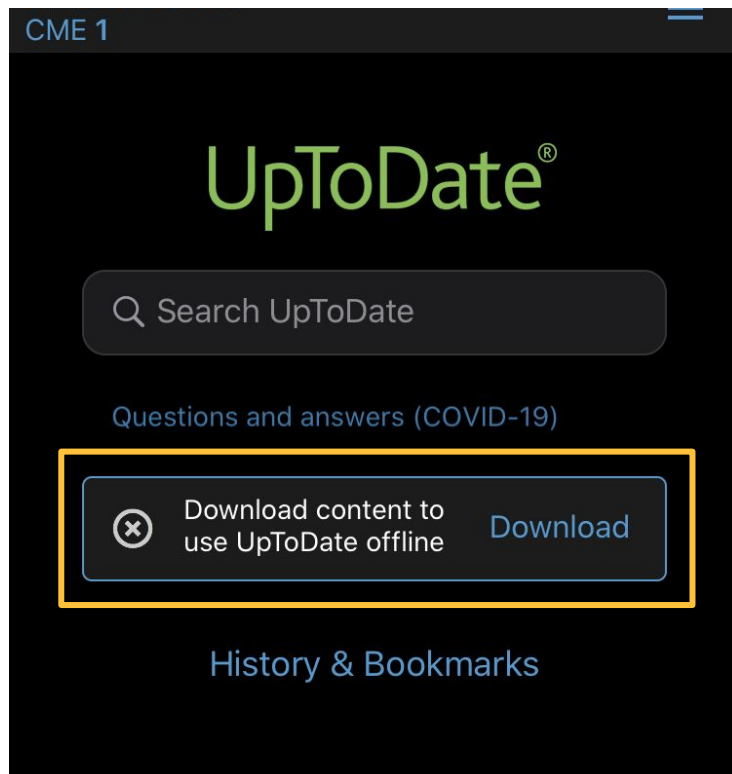 CME 1
UpToDate®
Search UpToDate
Questions and answers (COVID-19)
Download content to
use UpToDate offline
Download
History & Bookmarks